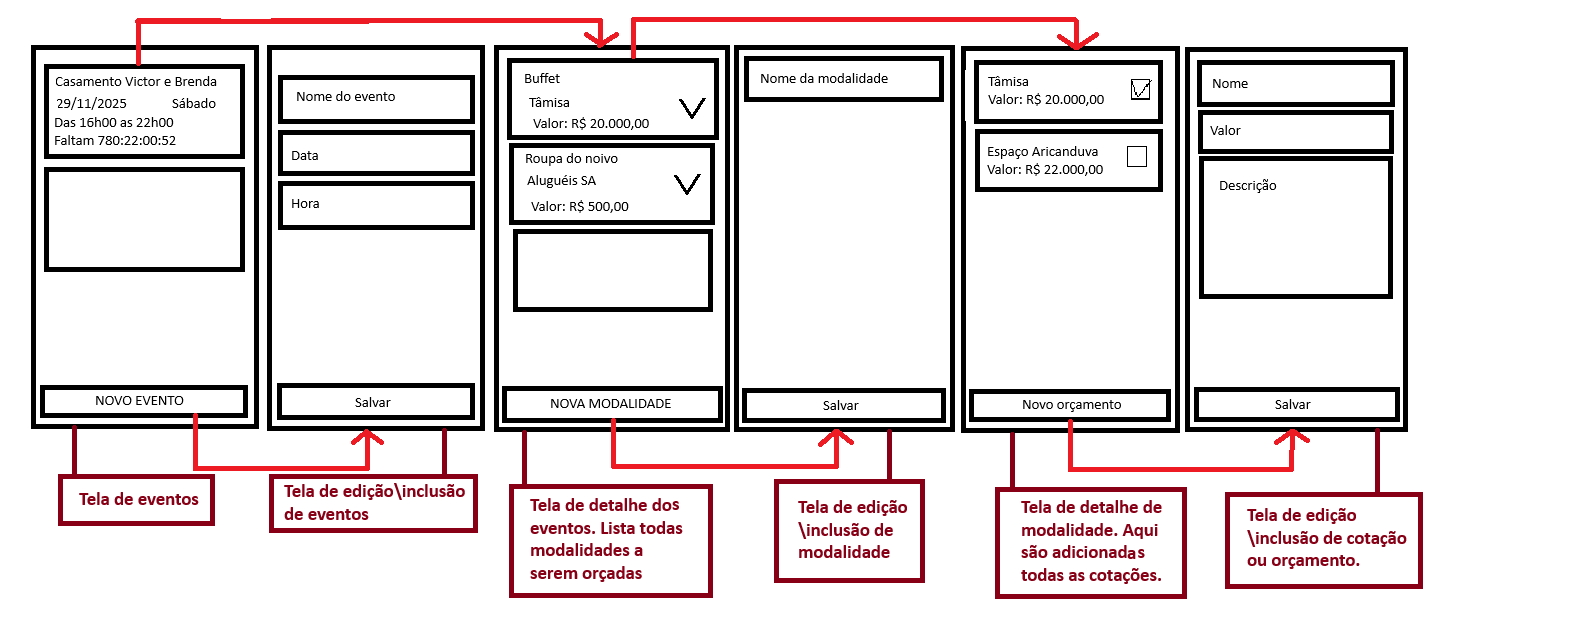 Casamento Victor e Brenda
29/11/2025 Sábado
Das 16h00 as 22h00
Faltam 780:22:00:52
NOVO EVENTO
Tela de eventos
Nome do evento
Data
Hora
Salvar
Tela de edição\inclusão
de eventos
Buffet
Tâmisa
Valor: R$ 20.000,00
Roupa do noivo
Aluguéis SA
Valor: R$ 500,00
NOVA MODALIDADE
Tela de detalhe dos
eventos. Lista todas
modalidades a
serem orçadas
Nome da modalidade
Salvar
Tela de edição
\inclusão de
modalidade
Tâmisa
Valor: R$ 20.000,00
Espaço Aricanduva
Valor: R$ 22.000,00
Novo orçamento
Tela de detalhe de
modalidade. Aqui
são adicionadas
todas as cotações.
Nome
Valor
Descrição
Salvar
Tela de edição
\inclusão de cotação
ou orçamento.